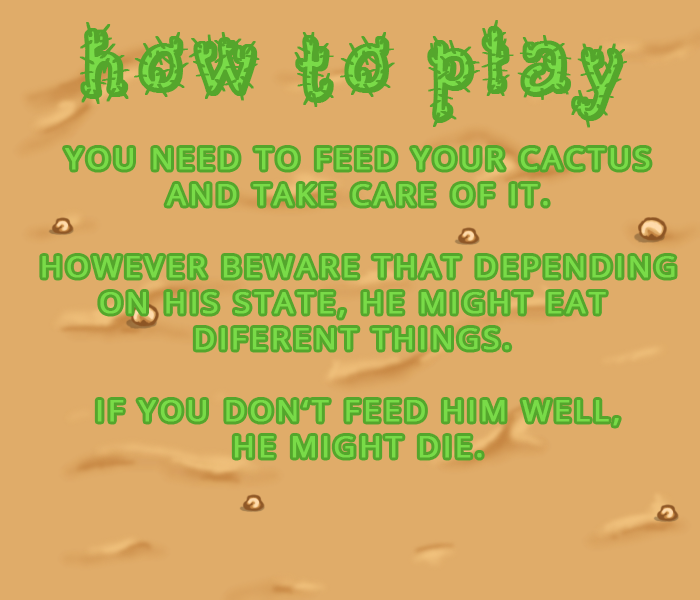 how to play
YOU NEED TO FEED YOUR CACTUS
AND TAKE CARE OF IT.
HOWEVER BEWARE THAT DEPENDING
ON HIS STATE, HE MIGHT EAT
DIFERENT THINGS.
IF YOU DON'T FEED HIM WELL,
HE MIGHT DIE.